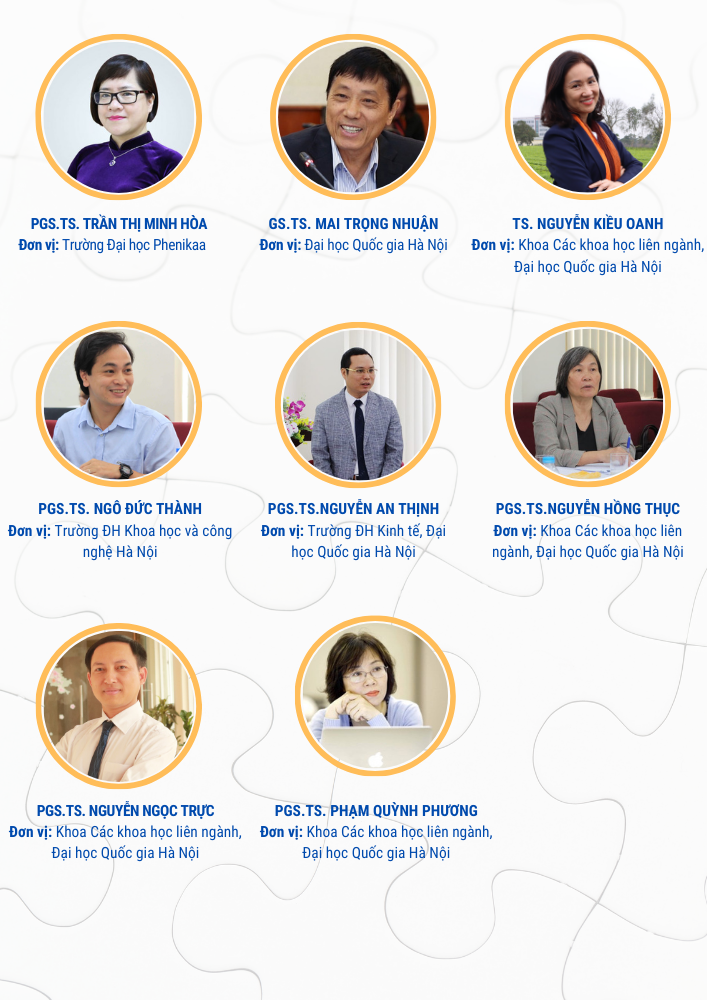 PGS.TS. TRẦN THỊ MINH HÒA
Đơn vị: Trường Đại học Phenikaa
GS.TS. MAI TRỌNG NHUẬN
Đơn vị: Đại học Quốc gia Hà Nội
TS. NGUYỄN KIỀU OANH
Đơn vị: Khoa Các khoa học liên ngành,
Đại học Quốc gia Hà Nội
PGS.TS. NGÔ ĐỨC THÀNH
Đơn vị: Trường ĐH Khoa học và công
nghệ Hà Nội
PGS.TS.NGUYỄN AN THỊNH
Đơn vị: Trường ĐH Kinh tế, Đại
học Quốc gia Hà Nội
PGS.TS.NGUYỄN HỒNG THỤC
Đơn vị: Khoa Các khoa học liên
ngành, Đại học Quốc gia Hà Nội
PGS.TS. NGUYỄN NGỌC TRỰC
Đơn vị: Khoa Các khoa học liên ngành,
Đại học Quốc gia Hà Nội
PGS.TS. PHẠM QUỲNH PHƯƠNG
Đơn vị: Khoa Các khoa học liên ngành,
Đại học Quốc gia Hà Nội